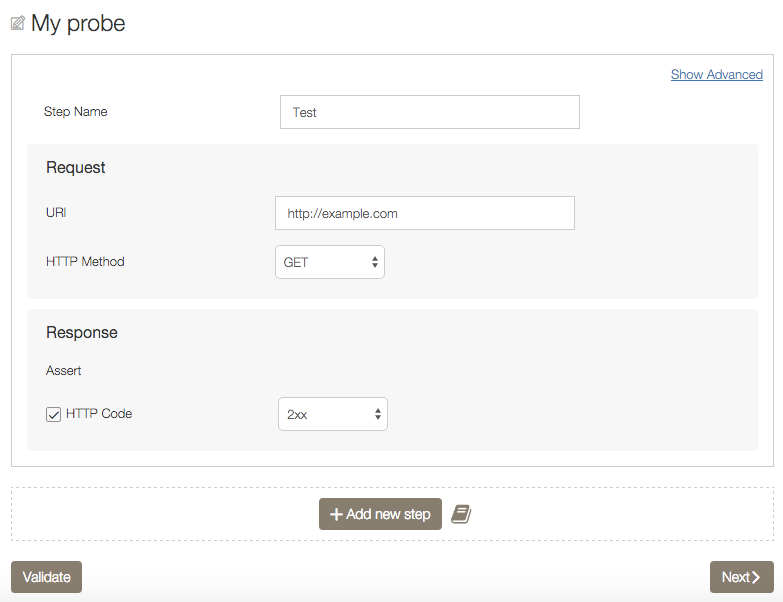 My probe
Show Advanced
Step Name
Test
Request
URI
http://example.com
HTTP Method
GET
Response
Assert
HTTP Code
2xx
Add new step
Validate
Next